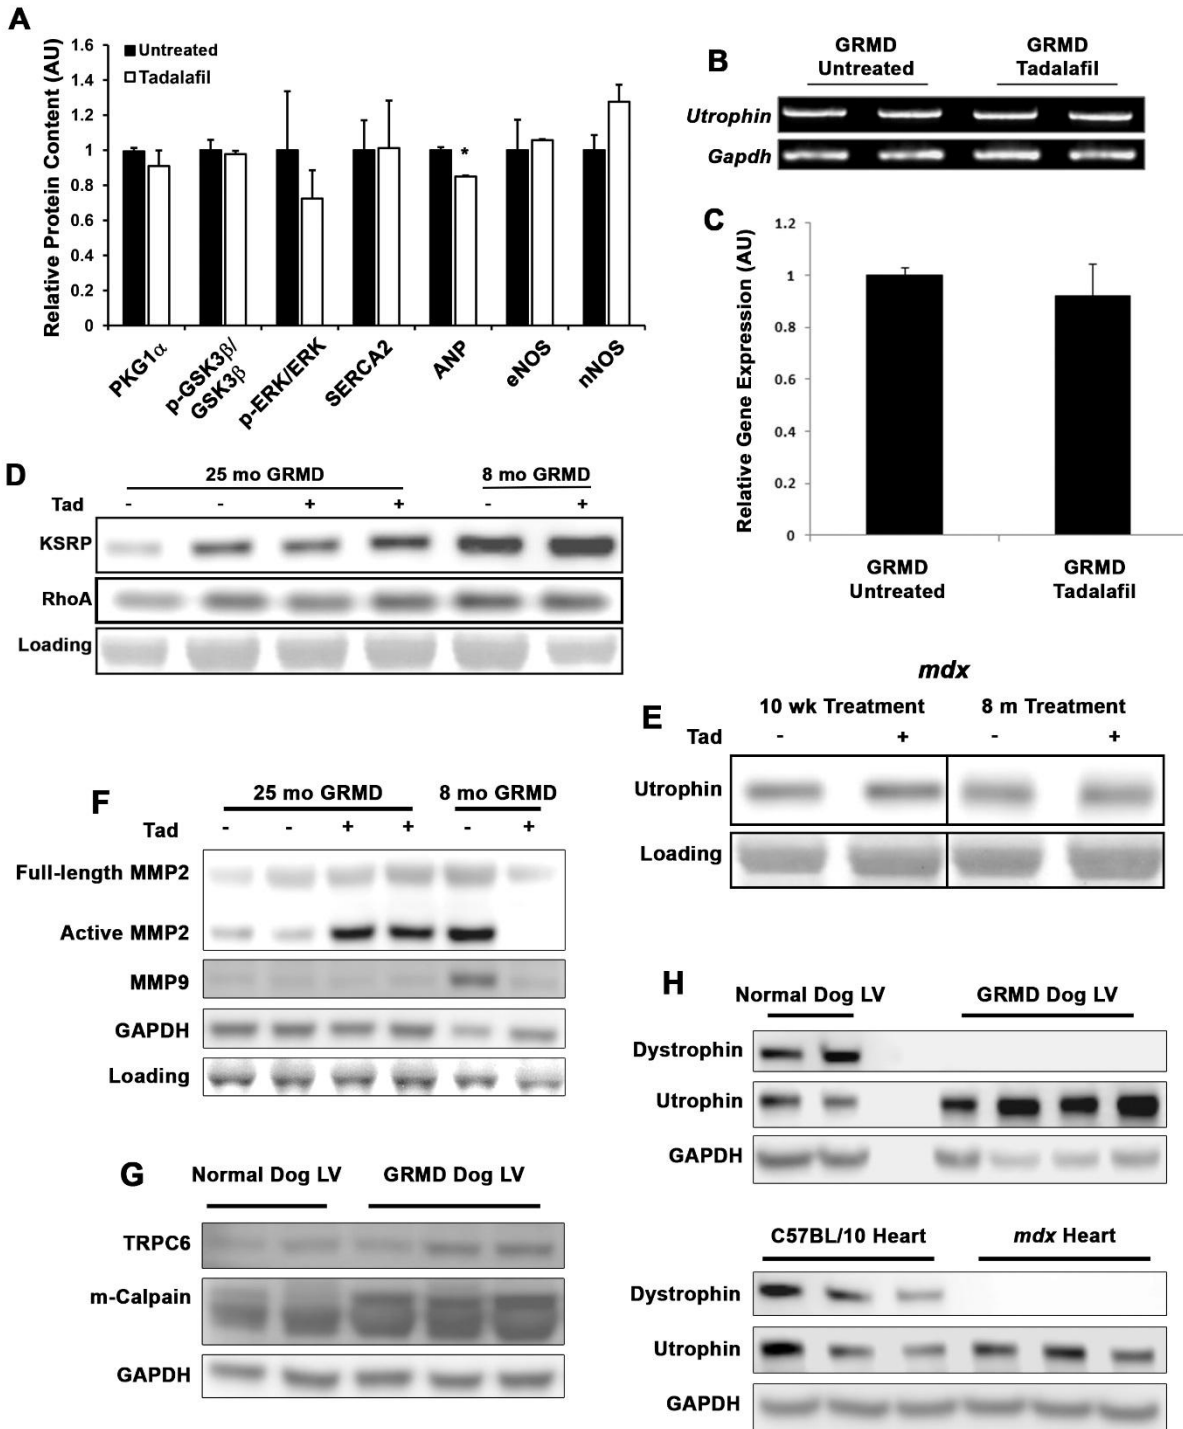 A
Relative Protein Content (AU)
1.6
1.4
1.2
1
0.8
0.6
0.4
0.2
0
Untreated
Tadalafil
*
PKG1α
p-GSK3β/
GSK3β
p-ERK/ERK
SERCA2
ANP
eNOS
nNOS
B
GRMD
Untreated
GRMD
Tadalafil
Utrophin
Gapdh
C
Relative Gene Expression (AU)
1.2
1
0.8
0.6
0.4
0.2
0
GRMD
Untreated
GRMD
Tadalafil
D
25 mo GRMD 8 mo GRMD
Tad - - + + - +
KSRP
RhoA
Loading
mdx
E
10 wk Treatment 8 m Treatment
Tad - + - +
Utrophin
Loading
F
25 mo GRMD 8 mo GRMD
Tad - - + + - +
Full-length MMP2
Active MMP2
MMP9
GAPDH
Loading
G
Normal Dog LV GRMD Dog LV
TRPC6
m-Calpain
GAPDH
H
Normal Dog LV GRMD Dog LV
Dystrophin
Utrophin
GAPDH
C57BL/10 Heart mdx Heart
Dystrophin
Utrophin
GAPDH